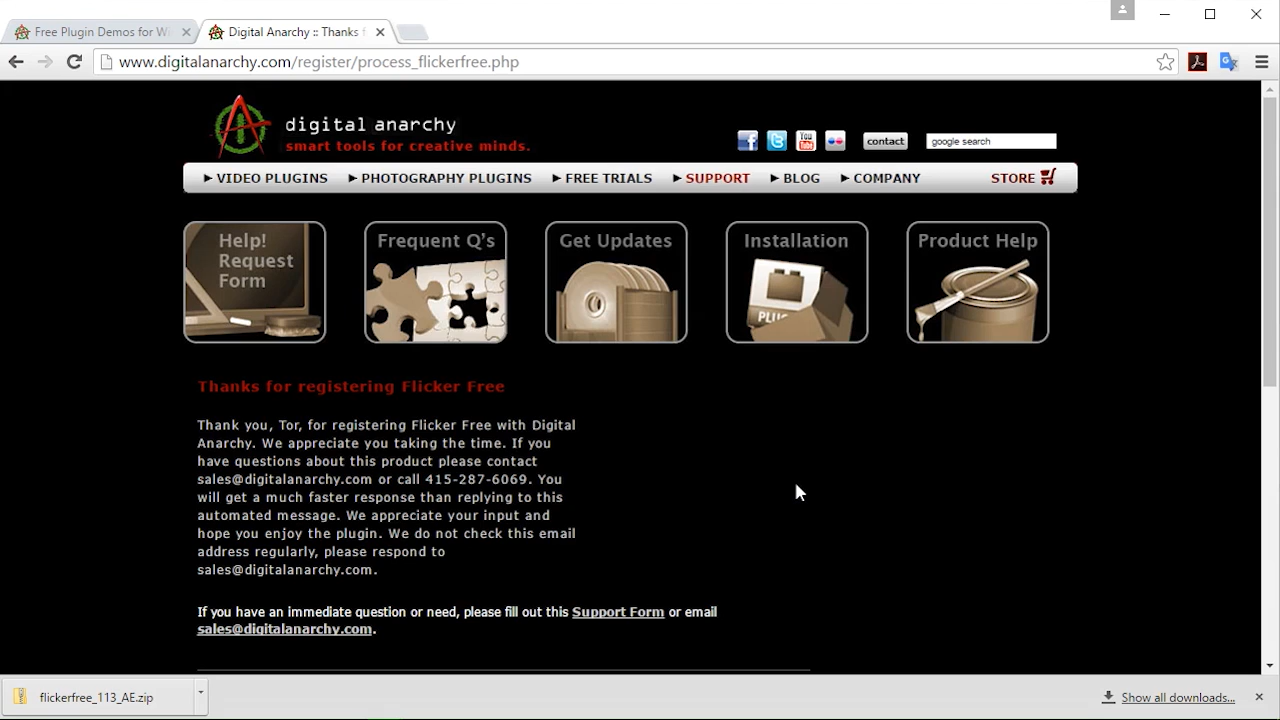 Free Plugin Demos for W
Digital Anarchy :: Thanks f
www.digitalanarchy.com/register/process_flickerfree.php
digital anarchy
smart tools for creative minds.
You Tube
contact
google search
VIDEO PLUGINS
PHOTOGRAPHY PLUGINS
FREE TRIALS
SUPPORT
BLOG
COMPANY
STORE
Help!
Request
Form
Frequent Q's
Get Updates
Installation
PLUG
Product Help
Thanks for registering Flicker Free
Thank you, Tor, for registering Flicker Free with Digital
Anarchy. We appreciate you taking the time. If you
have questions about this product please contact
sales@digitalanarchy.com or call 415-287-6069. You
will get a much faster response than replying to this
automated message. We appreciate your input and
hope you enjoy the plugin. We do not check this email
address regularly, please respond to
sales@digitalanarchy.com.
If you have an immediate question or need, please fill out this Support Form or email
sales@digitalanarchy.com.
flickerfree_113_AE.zip
Show all downloads...